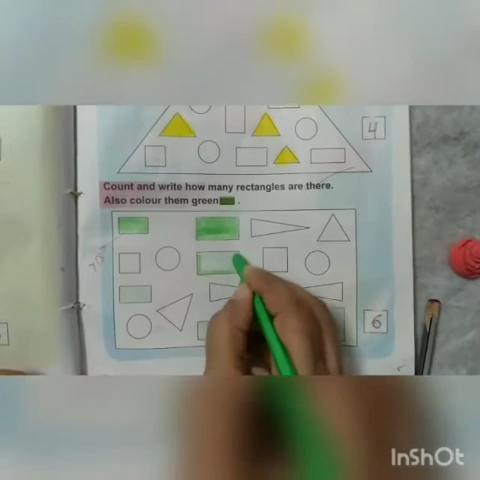 4
Count and write how many rectangles are there.
Also colour them green .
6
InShOt